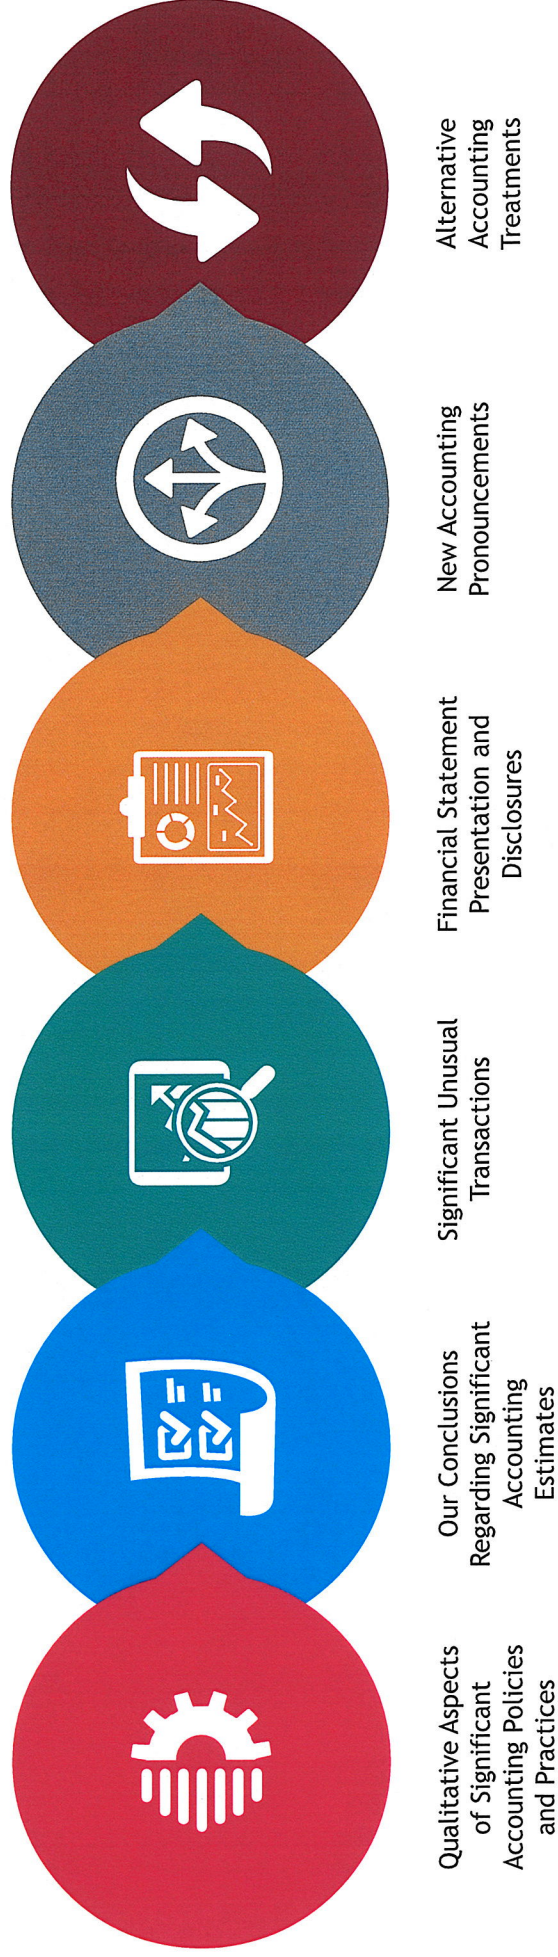 Qualitative Aspects
of Significant
Accounting Policies
and Practices
Our Conclusions
Regarding Significant
Accounting
Estimates
Significant Unusual
Transactions
Financial Statement
Presentation and
Disclosures
New Accounting
Pronouncements
Alternative
Accounting
Treatments